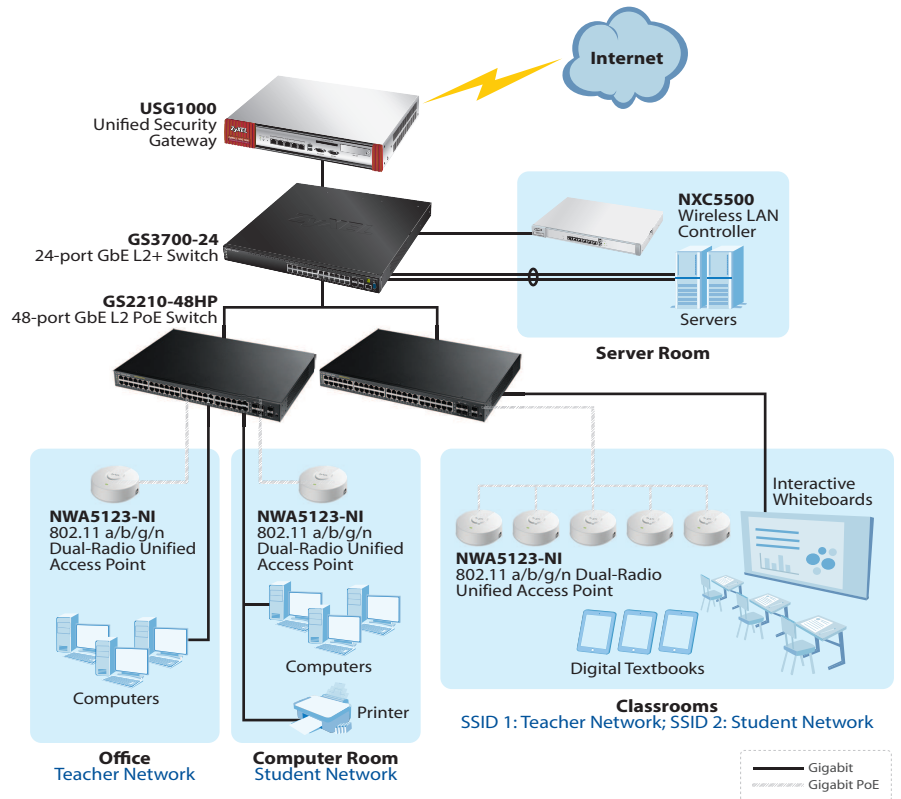 Internet
USG1000
Unified Security
Gateway
ZyXEL
NXC5500
Wireless LAN
Controller
GS3700-24
24-port GbE L2+ Switch
GS2210-48HP
48-port GbE L2 PoE Switch
Servers
Server Room
NWA5123-NI
802.11 a/b/g/n
Dual-Radio Unified
Access Point
Computers
Office
Teacher Network
NWA5123-NI
802.11 a/b/g/n
Dual-Radio Unified
Access Point
Computers
Printer
Computer Room
Student Network
Interactive
Whiteboards
NWA5123-NI
802.11 a/b/g/n Dual-Radio
Unified Access Point
Digital Textbooks
Classrooms
SSID 1: Teacher Network; SSID 2: Student Network
Gigabit
Gigabit PoE